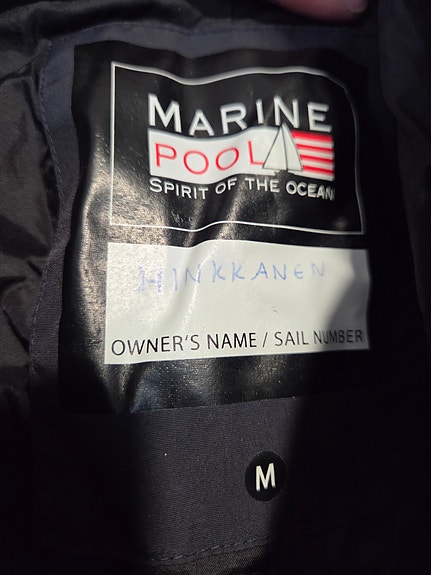 MARINE
POOL
SPIRIT OF THE OCEAN
HINKKANEN
OWNER'S NAME / SAIL NUMBER
M